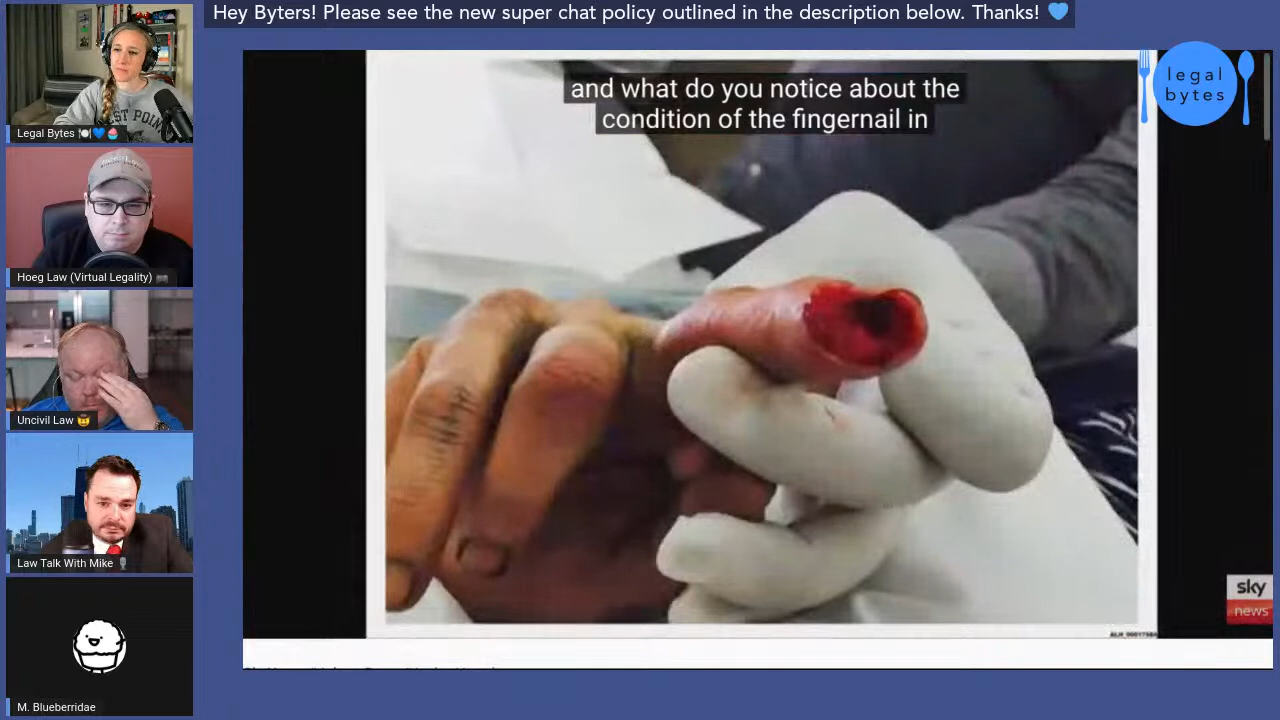 Hey Byters! Please see the new super chat policy outlined in the description below. Thanks! 💙
legal
bytes
and what do you notice about the
condition of the fingernail in
Legal Bytes 🍽️💙🧁
Hoeg Law (Virtual Legality) 🎮
Uncivil Law 🤠
Law Talk With Mike 🎙️
M. Blueberridae
sky
news